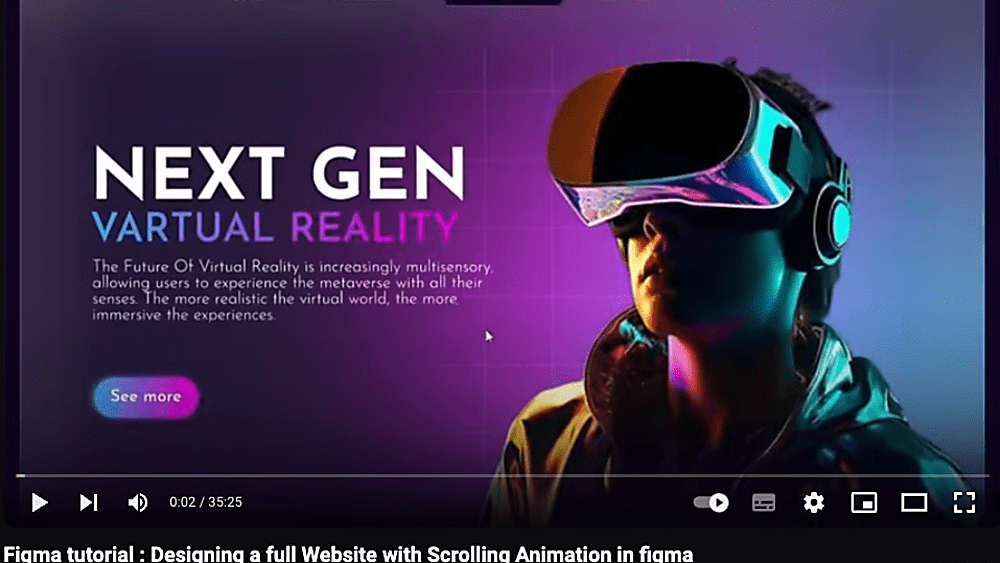 NEXT GEN
VARTUAL REALITY
The Future Of Virtual Reality is increasingly multisensory,
allowing users to experience the metaverse with all their
senses. The more realistic the virtual world, the more
immersive the experiences.
See more
0:02 / 35:25
Figma tutorial : Designing a full Website with Scrolling Animation in figma